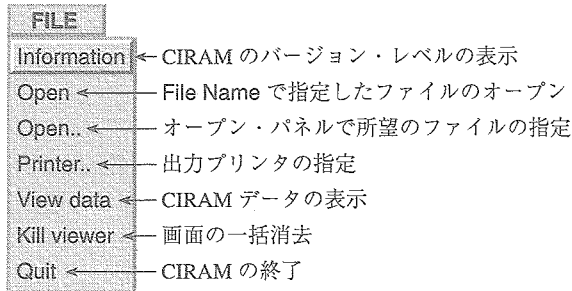 FILE
Information CIRAM のバージョン・レベルの表示
Open File Name で指定したファイルのオープン
Open.. オープン・パネルで所望のファイルの指定
Printer.. 出力プリンタの指定
View data CIRAM データの表示
Kill viewer 画面の一括消去
Quit CIRAM の終了